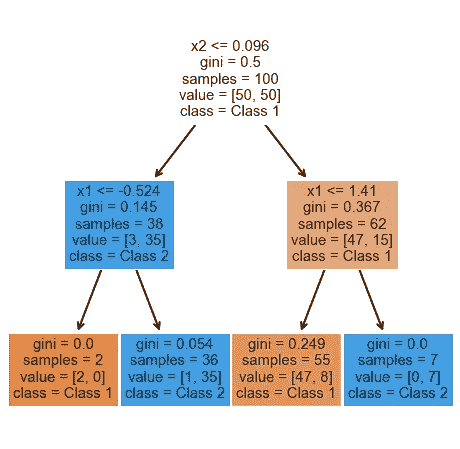 x2 <= 0.096
gini = 0.5
samples = 100
value = [50, 50]
class = Class 1
x1 <= -0.524
gini = 0.145
samples = 38
value = [3, 35]
class = Class 2
x1 <= 1.41
gini = 0.367
samples = 62
value = [47, 15]
class = Class 1
gini = 0.0
samples = 2
value = [2, 0]
class = Class 1
gini = 0.054
samples = 36
value = [1, 35]
class = Class 2
gini = 0.249
samples = 55
value = [47, 8]
class = Class 1
gini = 0.0
samples = 7
value = [0, 7]
class = Class 2